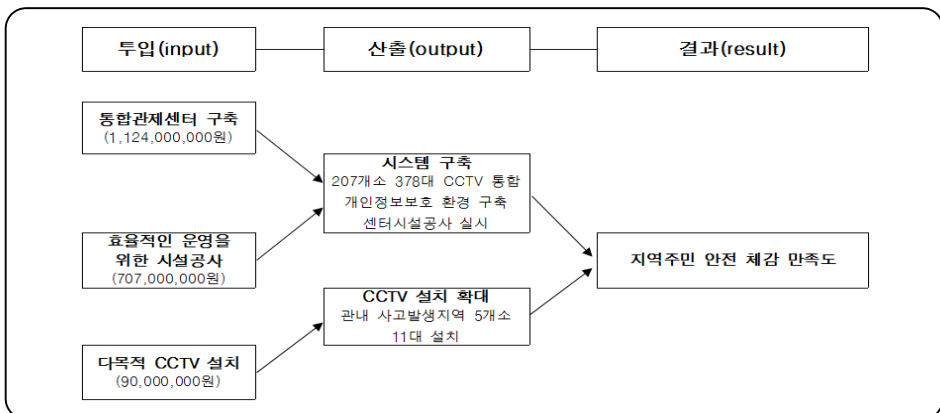 투입(input)
산출(output)
결과(result)
통합관제센터 구축
(1,124,000,000원)
효율적인 운영을
위한 시설공사
(707,000,000원)
다목적 CCTV 설치
(90,000,000원)
시스템 구축
207개소 378대 CCTV 통합
개인정보보호 환경 구축
센터시설공사 실시
CCTV 설치 확대
관내 사고발생지역 5개소
11대 설치
지역주민 안전 체감 만족도